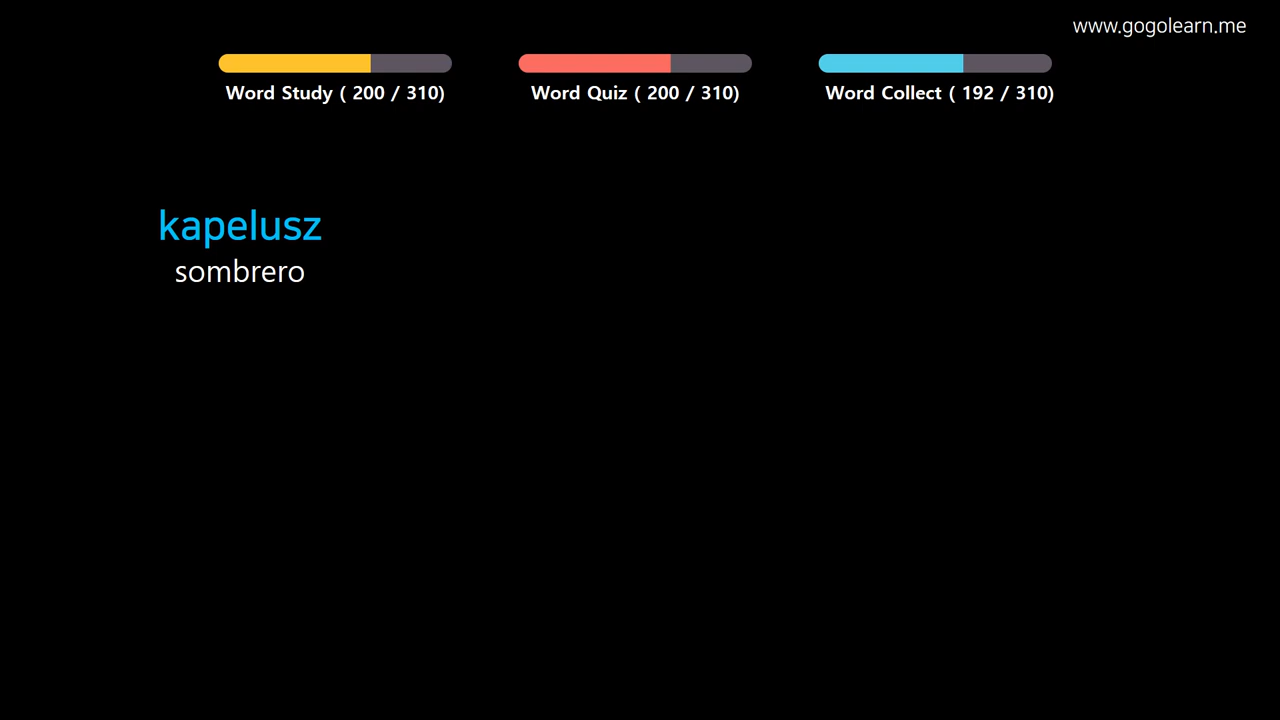 www.gogolearn.me
Word Study ( 200 / 310)
Word Quiz ( 200 / 310)
Word Collect ( 192 / 310)
kapelusz
sombrero